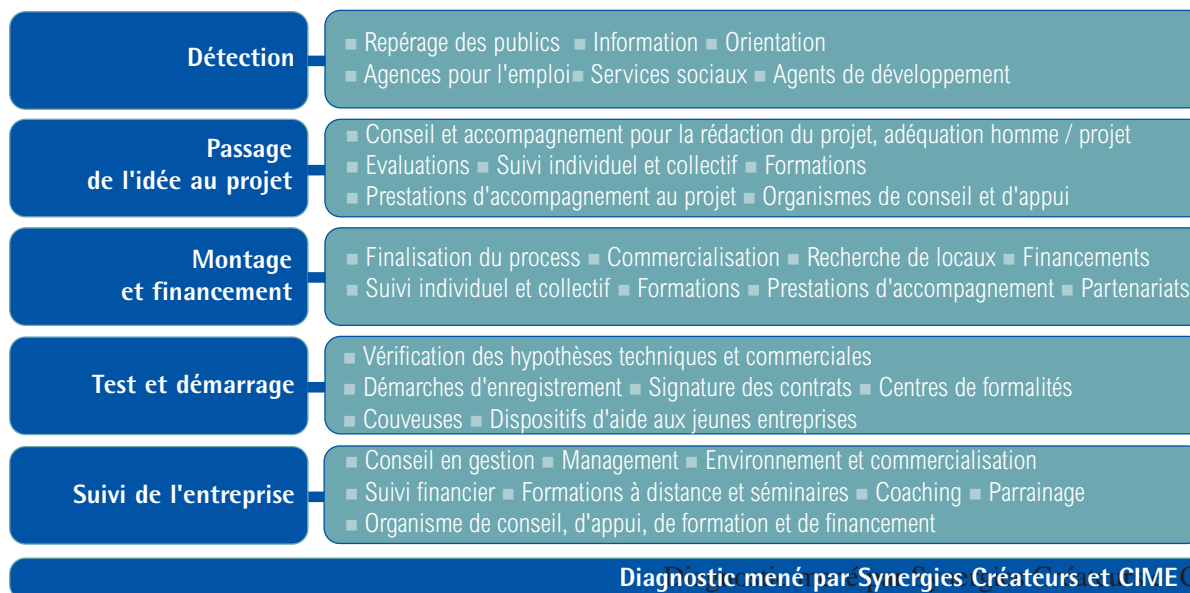 Détection
■ Repérage des publics ■ Information ■ Orientation
■ Agences pour l'emploi ■ Services sociaux ■ Agents de développement
Passage
de l'idée au projet
■ Conseil et accompagnement pour la rédaction du projet, adéquation homme / projet
■ Evaluations ■ Suivi individuel et collectif ■ Formations
■ Prestations d'accompagnement au projet ■ Organismes de conseil et d'appui
Montage
et financement
■ Finalisation du process ■ Commercialisation ■ Recherche de locaux ■ Financements
■ Suivi individuel et collectif ■ Formations ■ Prestations d'accompagnement ■ Partenariats
Test et démarrage
■ Vérification des hypothèses techniques et commerciales
■ Démarches d'enregistrement ■ Signature des contrats ■ Centres de formalités
■ Couveuses ■ Dispositifs d'aide aux jeunes entreprises
Suivi de l'entreprise
■ Conseil en gestion ■ Management ■ Environnement et commercialisation
■ Suivi financier ■ Formations à distance et séminaires ■ Coaching ■ Parrainage
■ Organisme de conseil, d'appui, de formation et de financement
Diagnostic mené par Synergies Créateurs et CIME